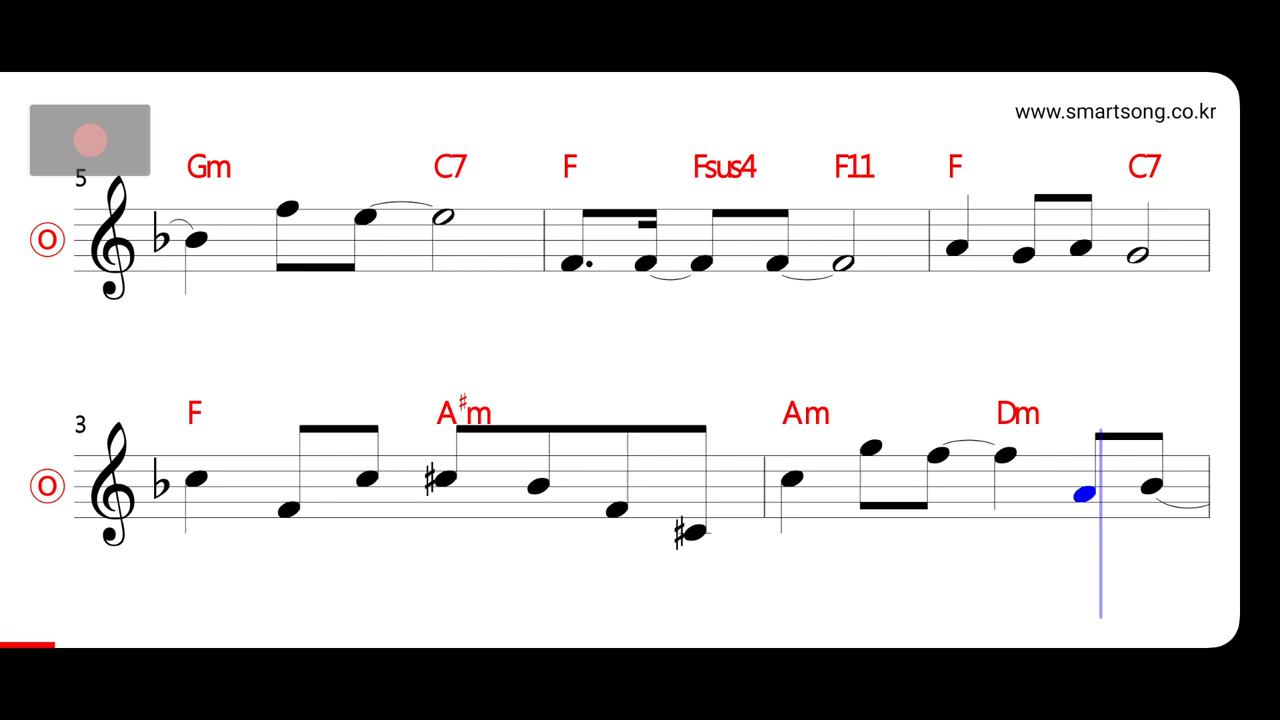 www.smartsong.co.kr
5 Gm C7 F Fsus4 F11 F C7
O
3 F A♯m Am Dm
O